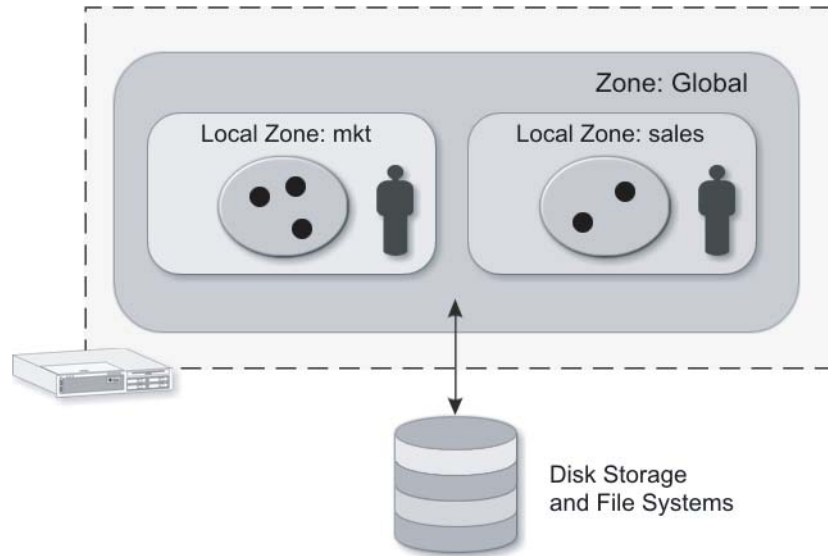 Zone: Global
Local Zone: mkt
Local Zone: sales
Disk Storage
and File Systems